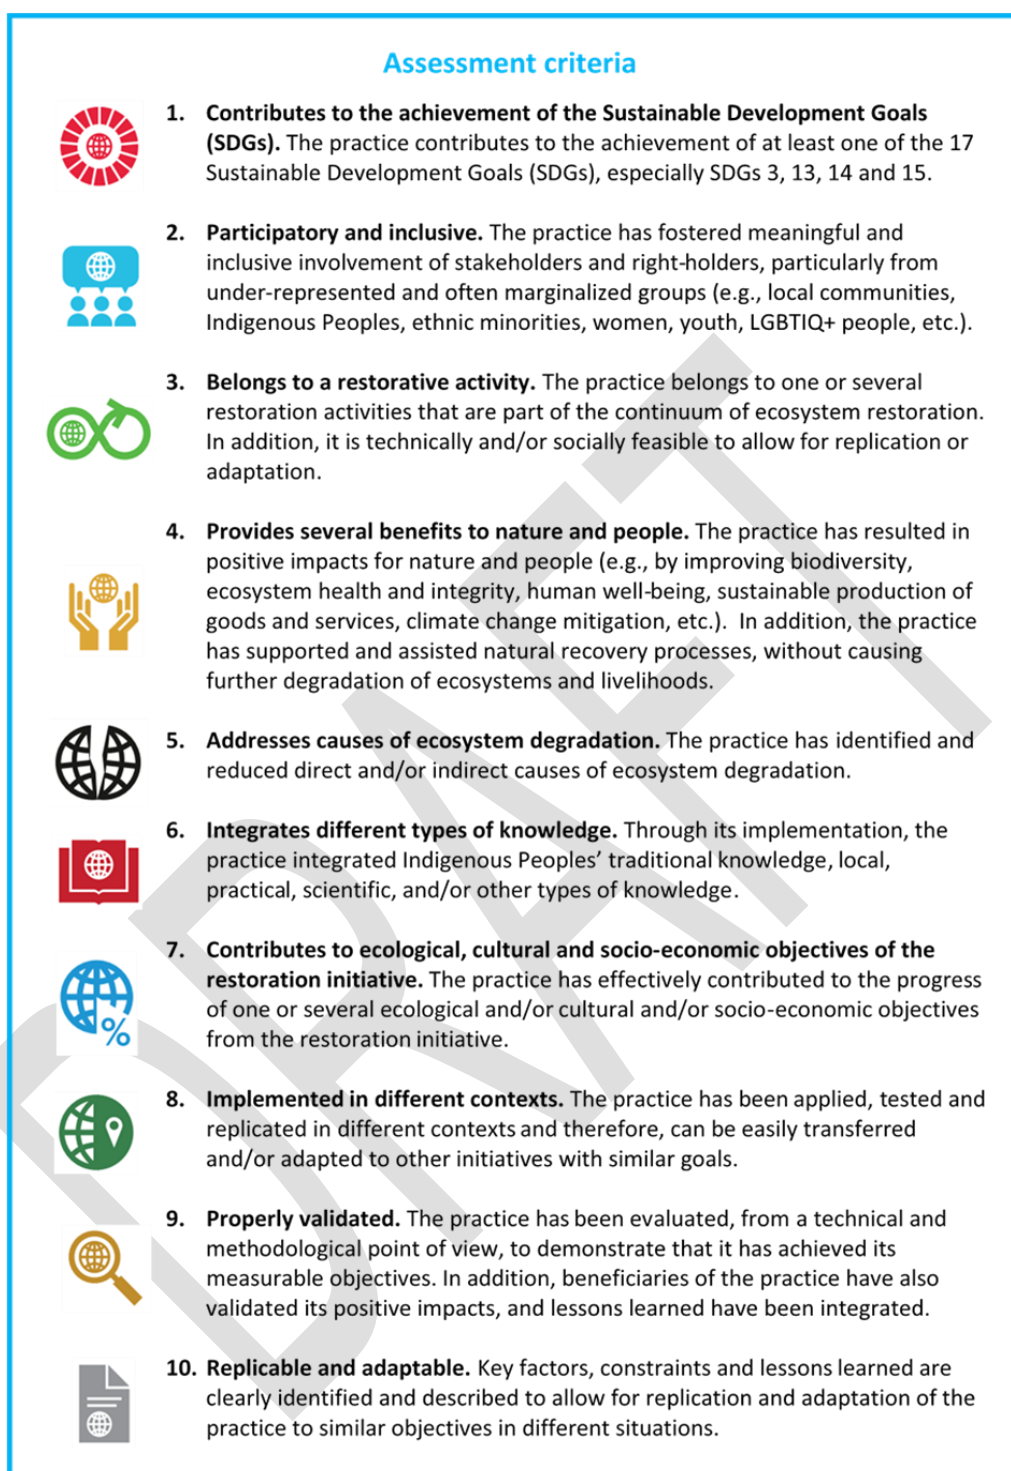 Assessment criteria
1. Contributes to the achievement of the Sustainable Development Goals
(SDGs). The practice contributes to the achievement of at least one of the 17
Sustainable Development Goals (SDGs), especially SDGs 3, 13, 14 and 15.
2. Participatory and inclusive. The practice has fostered meaningful and
inclusive involvement of stakeholders and right-holders, particularly from
under-represented and often marginalized groups (e.g., local communities,
Indigenous Peoples, ethnic minorities, women, youth, LGBTIQ+ people, etc.).
3. Belongs to a restorative activity. The practice belongs to one or several
restoration activities that are part of the continuum of ecosystem restoration.
In addition, it is technically and/or socially feasible to allow for replication or
adaptation.
4. Provides several benefits to nature and people. The practice has resulted in
positive impacts for nature and people (e.g., by improving biodiversity,
ecosystem health and integrity, human well-being, sustainable production of
goods and services, climate change mitigation, etc.).  In addition, the practice
has supported and assisted natural recovery processes, without causing
further degradation of ecosystems and livelihoods.
5. Addresses causes of ecosystem degradation. The practice has identified and
reduced direct and/or indirect causes of ecosystem degradation.
6. Integrates different types of knowledge. Through its implementation, the
practice integrated Indigenous Peoples’ traditional knowledge, local,
practical, scientific, and/or other types of knowledge.
7. Contributes to ecological, cultural and socio-economic objectives of the
restoration initiative. The practice has effectively contributed to the progress
of one or several ecological and/or cultural and/or socio-economic objectives
from the restoration initiative.
%
8. Implemented in different contexts. The practice has been applied, tested and
replicated in different contexts and therefore, can be easily transferred
and/or adapted to other initiatives with similar goals.
9. Properly validated. The practice has been evaluated, from a technical and
methodological point of view, to demonstrate that it has achieved its
measurable objectives. In addition, beneficiaries of the practice have also
validated its positive impacts, and lessons learned have been integrated.
10. Replicable and adaptable. Key factors, constraints and lessons learned are
clearly identified and described to allow for replication and adaptation of the
practice to similar objectives in different situations.
DRAFT